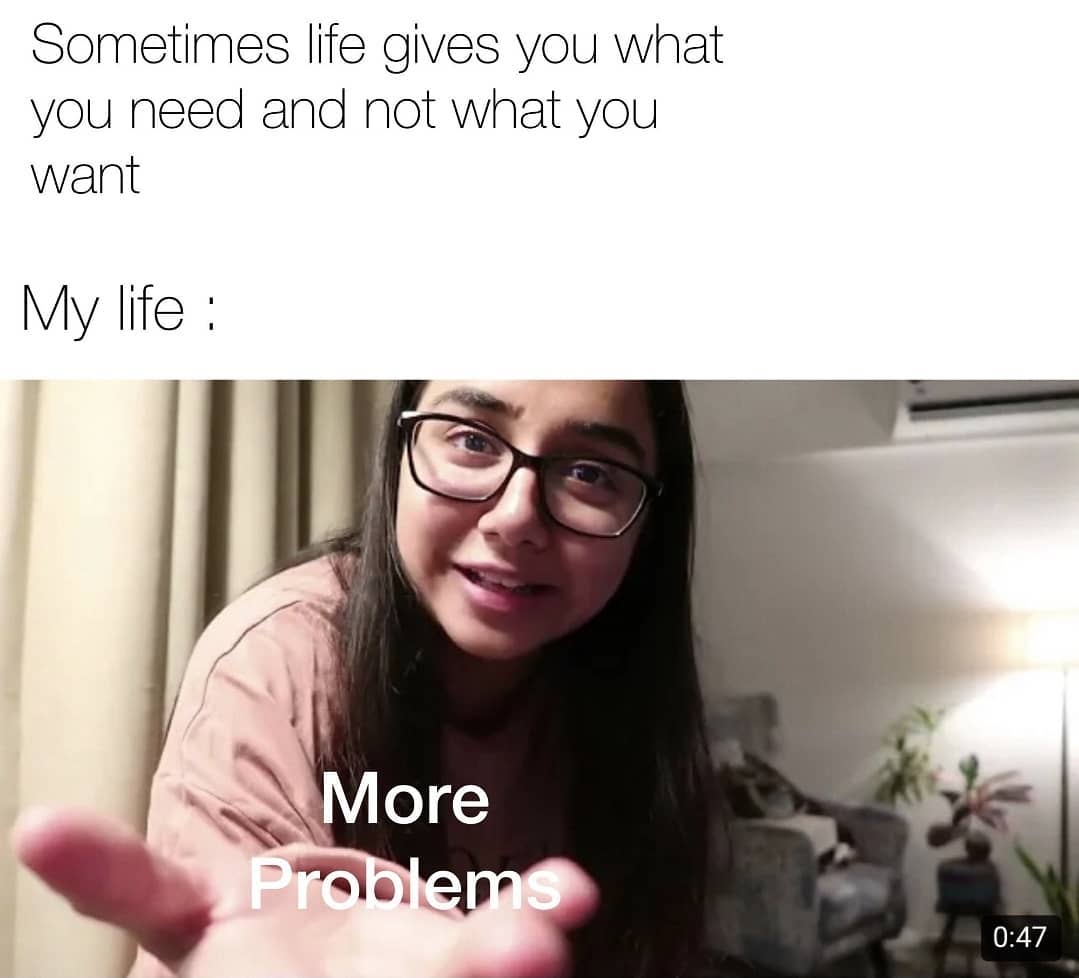 Sometimes life gives you what
you need and not what you
want
My life :
More
Problems
0:47